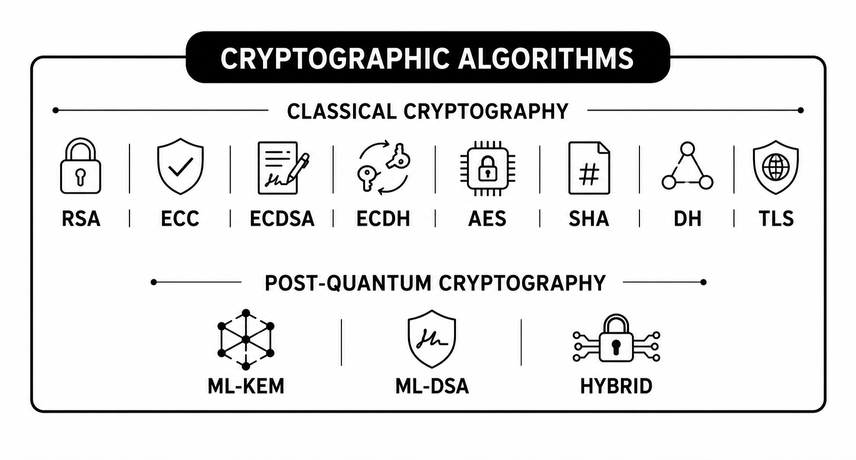 CRYPTOGRAPHIC ALGORITHMS
CLASSICAL CRYPTOGRAPHY
#
RSA | ECC | ECDSA | ECDH | AES | SHA | DH | TLS
POST-QUANTUM CRYPTOGRAPHY
ML-KEM ML-DSA HYBRID